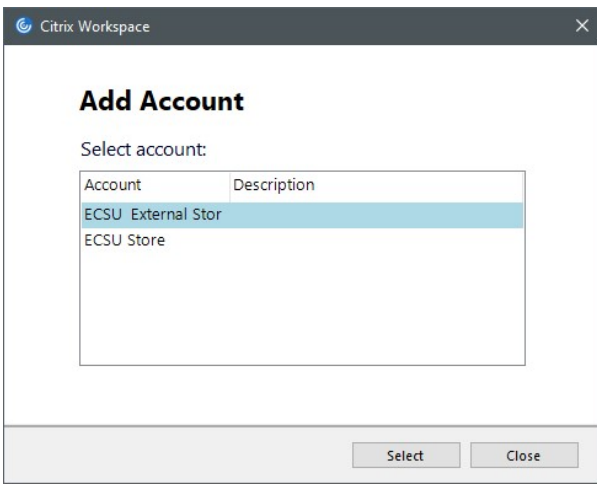 Citrix Workspace
Add Account
Select account:
Account Description
ECSU External Stor
ECSU Store
Select Close